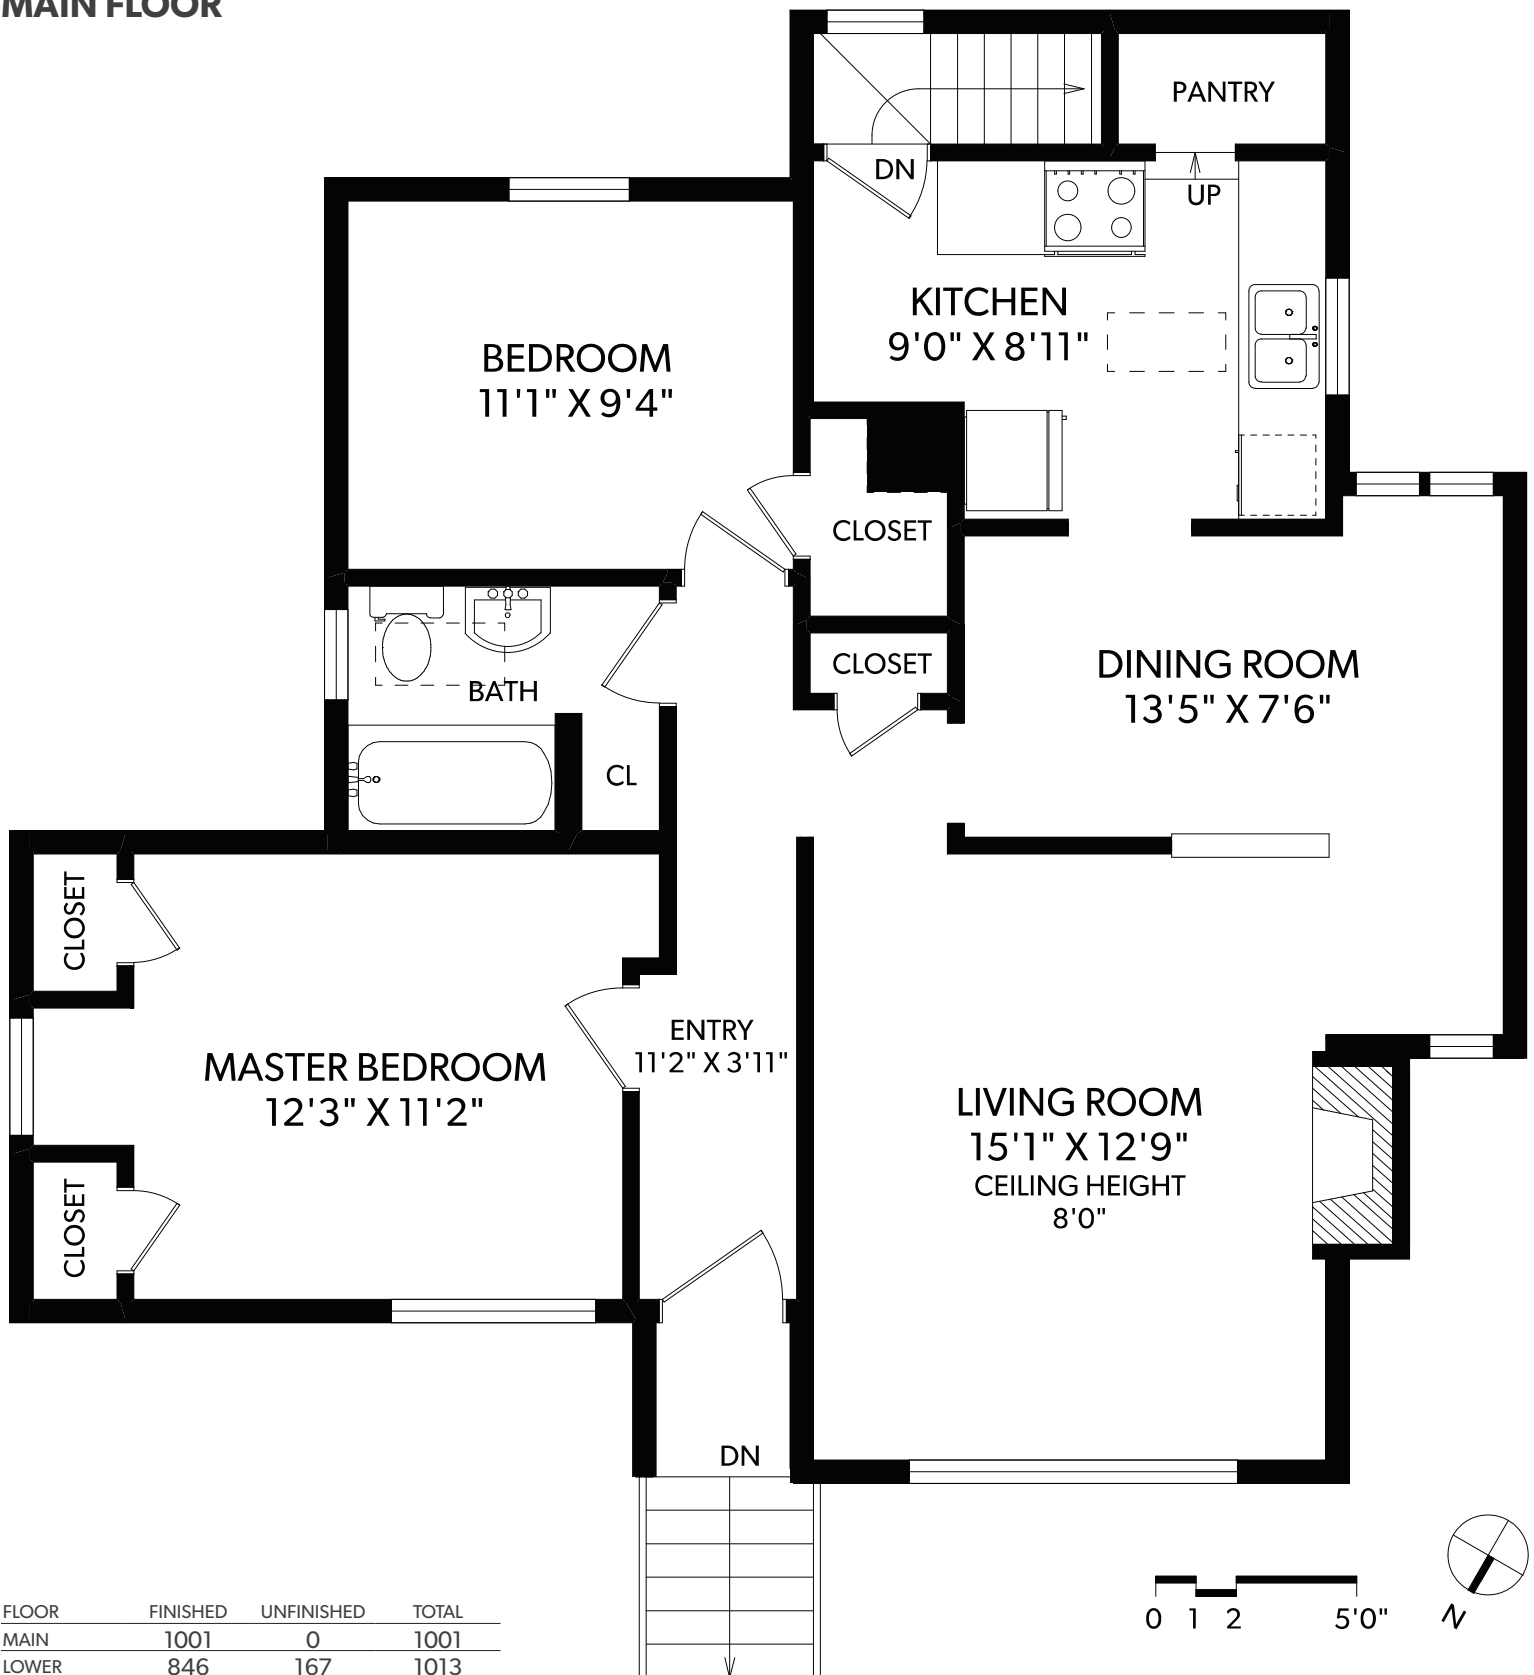 MAIN FLOOR
PANTRY
DN
UP
KITCHEN
9'0" X 8'11"
BEDROOM
11'1" X 9'4"
CLOSET
CLOSET
DINING ROOM
13'5" X 7'6"
BATH
CL
CLOSET
ENTRY
11'2" X 3'11"
MASTER BEDROOM
12'3" X 11'2"
LIVING ROOM
15'1" X 12'9"
CEILING HEIGHT
8'0"
CLOSET
DN
0 1 2 5'0"
N
FLOOR FINISHED UNFINISHED TOTAL
MAIN 1001 0 1001
LOWER 846 167 1013